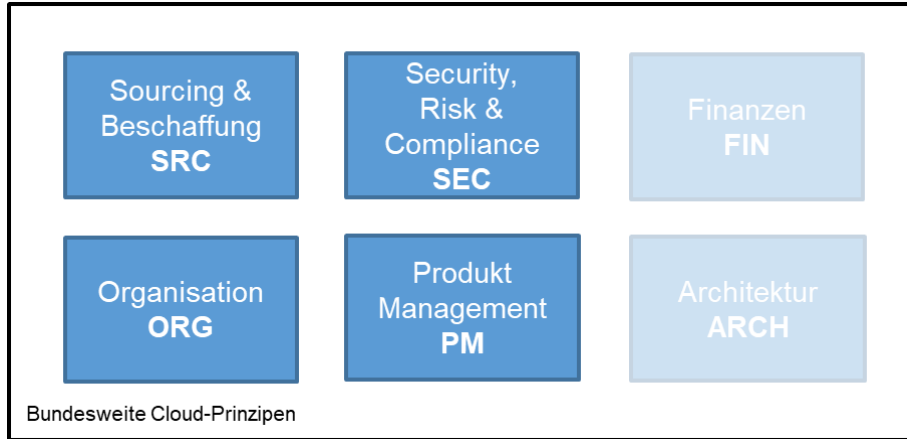 Sourcing &
Beschaffung
SRC
Security,
Risk &
Compliance
SEC
Finanzen
FIN
Organisation
ORG
Produkt
Management
PM
Architektur
ARCH
Bundesweite Cloud-Prinzipen